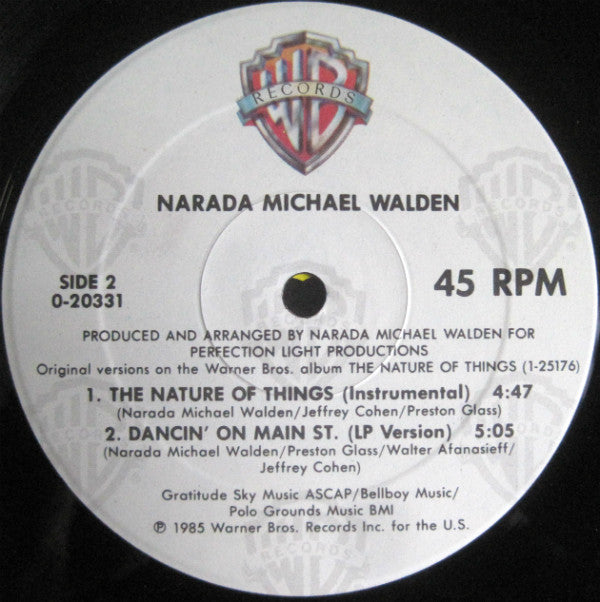 WB
RECORDS
NARADA MICHAEL WALDEN
SIDE 2
0-20331
45 RPM
PRODUCED AND ARRANGED BY NARADA MICHAEL WALDEN FOR
PERFECTION LIGHT PRODUCTIONS
Original versions on the Warner Bros. album THE NATURE OF THINGS (1-25176)
1. THE NATURE OF THINGS (Instrumental) 4:47
(Narada Michael Walden/Jeffrey Cohen/Preston Glass)
2. DANCIN' ON MAIN ST. (LP Version) 5:05
(Narada Michael Walden/Preston Glass/Walter Afanasieff/
Jeffrey Cohen)
Gratitude Sky Music ASCAP/Bellboy Music/
Polo Grounds Music BMI
℗ 1985 Warner Bros. Records Inc. for the U.S.